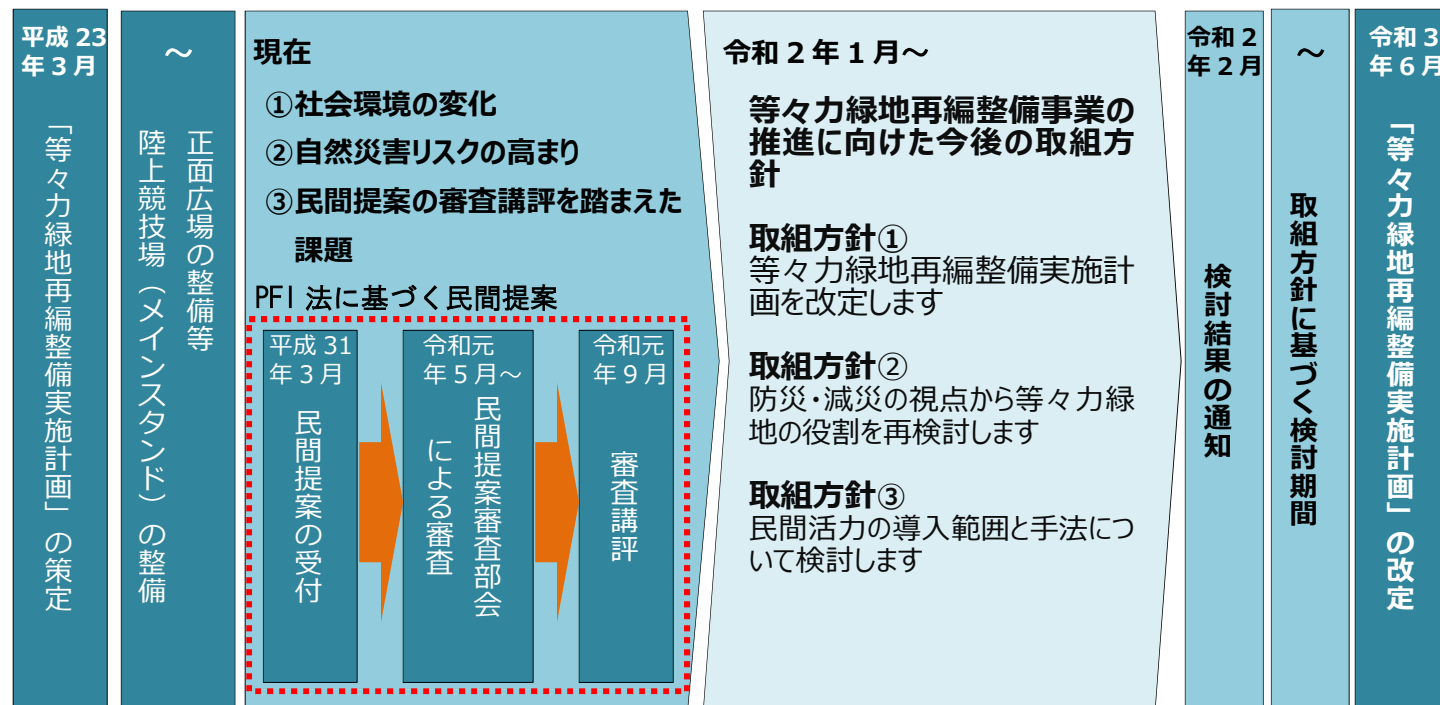 平成 23
年 3 月
「等々力緑地再編整備実施計画」の策定
～
正面広場の整備等
陸上競技場（メインスタンド）の整備
現在
①社会環境の変化
②自然災害リスクの高まり
③民間提案の審査講評を踏まえた
課題
PFI 法に基づく民間提案
平成 31
年 3 月
民間提案の受付
令和元
年 5 月～
民間提案審査部会
による審査
令和元
年 9 月
審査講評
令和 2 年 1 月～
等々力緑地再編整備事業の
推進に向けた今後の取組方
針
取組方針①
等々力緑地再編整備実施計
画を改定します
取組方針②
防災・減災の視点から等々力緑
地の役割を再検討します
取組方針③
民間活力の導入範囲と手法につ
いて検討します
令和 2
年 2 月
検討結果の通知
～
取組方針に基づく検討期間
令和 3
年 6 月
「等々力緑地再編整備実施計画」の改定